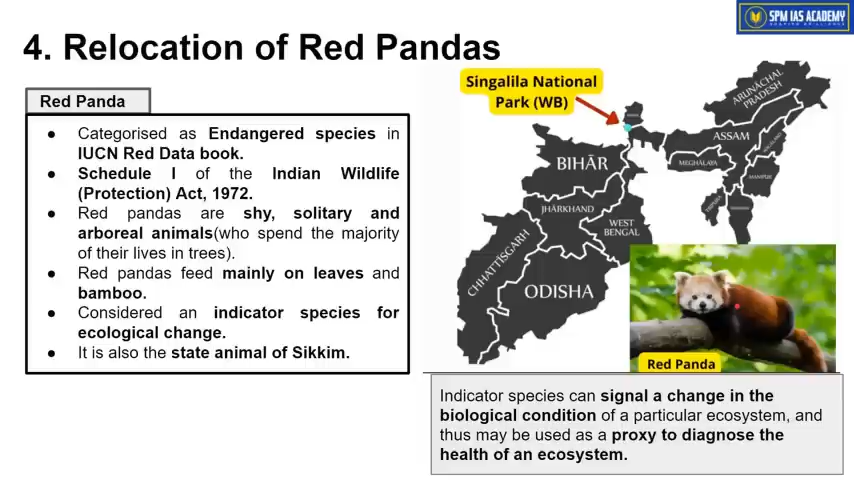 SPM IAS ACADEMY
4. Relocation of Red Pandas
Red Panda
● Categorised as Endangered species in
IUCN Red Data book.
● Schedule I of the Indian Wildlife
(Protection) Act, 1972.
● Red pandas are shy, solitary and
arboreal animals(who spend the majority
of their lives in trees).
● Red pandas feed mainly on leaves and
bamboo.
● Considered an indicator species for
ecological change.
● It is also the state animal of Sikkim.
Singalila National
Park (WB)
ARUNĀCHAL
PRADESH
ASSAM
MEGHĀLAYA
BIHĀR
JHĀRKHAND
WEST
BENGAL
CHHATTĪSGARH
ODISHA
Red Panda
Indicator species can signal a change in the
biological condition of a particular ecosystem, and
thus may be used as a proxy to diagnose the
health of an ecosystem.